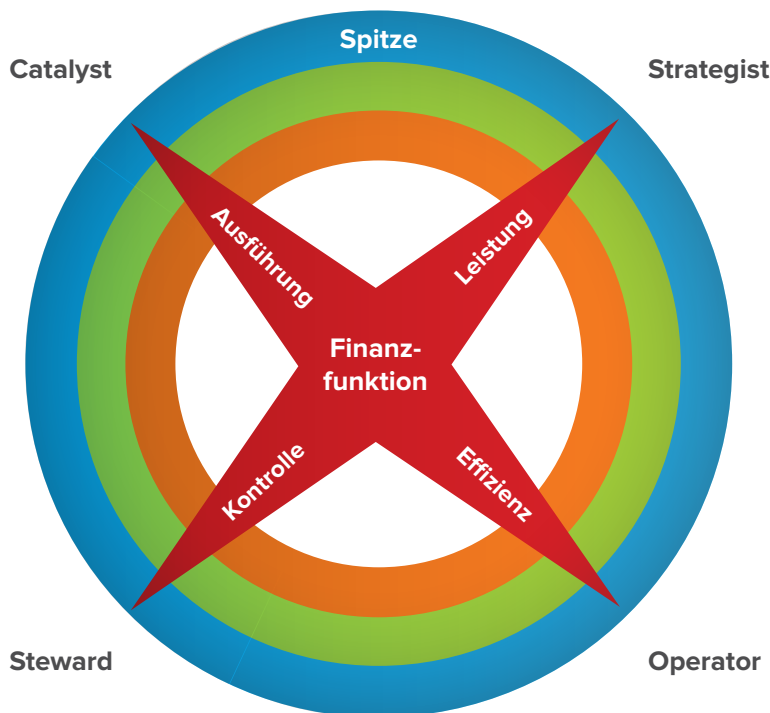 Spitze
Catalyst
Strategist
Ausführung
Leistung
Finanz-
funktion
Kontrolle
Effizienz
Steward
Operator